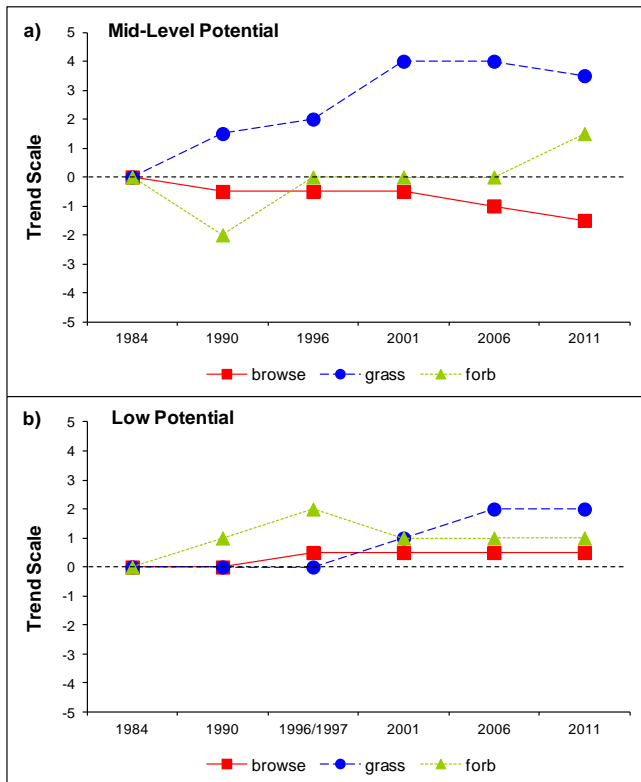 a) Mid-Level Potential
Trend Scale
5
4
3
2
1
0
-1
-2
-3
-4
-5
1984 1990 1996 2001 2006 2011
browse grass forb
b) Low Potential
Trend Scale
5
4
3
2
1
0
-1
-2
-3
-4
-5
1984 1990 1996/1997 2001 2006 2011
browse grass forb